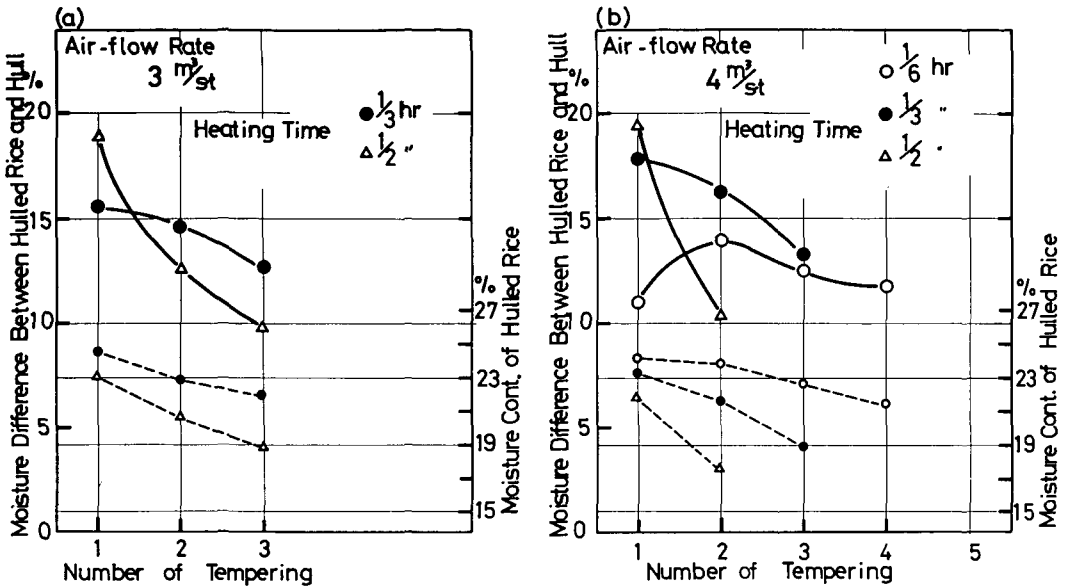 (a)
Air-flow Rate
3 m³/st
Heating Time
● 1/3 hr
△ 1/2 〃
Moisture Difference Between Hulled Rice and Hull
%
20
15
10
5
0
1 2 3
Number of Tempering
%
27
23
19
15
Moisture Cont. of Hulled Rice
(b)
Air-flow Rate
4 m³/st
Heating Time
○ 1/6 hr
● 1/3 〃
△ 1/2 〃
Moisture Difference Between Hulled Rice and Hull
%
20
15
10
5
0
1 2 3 4 5
Number of Tempering
%
27
23
19
15
Moisture Cont. of Hulled Rice